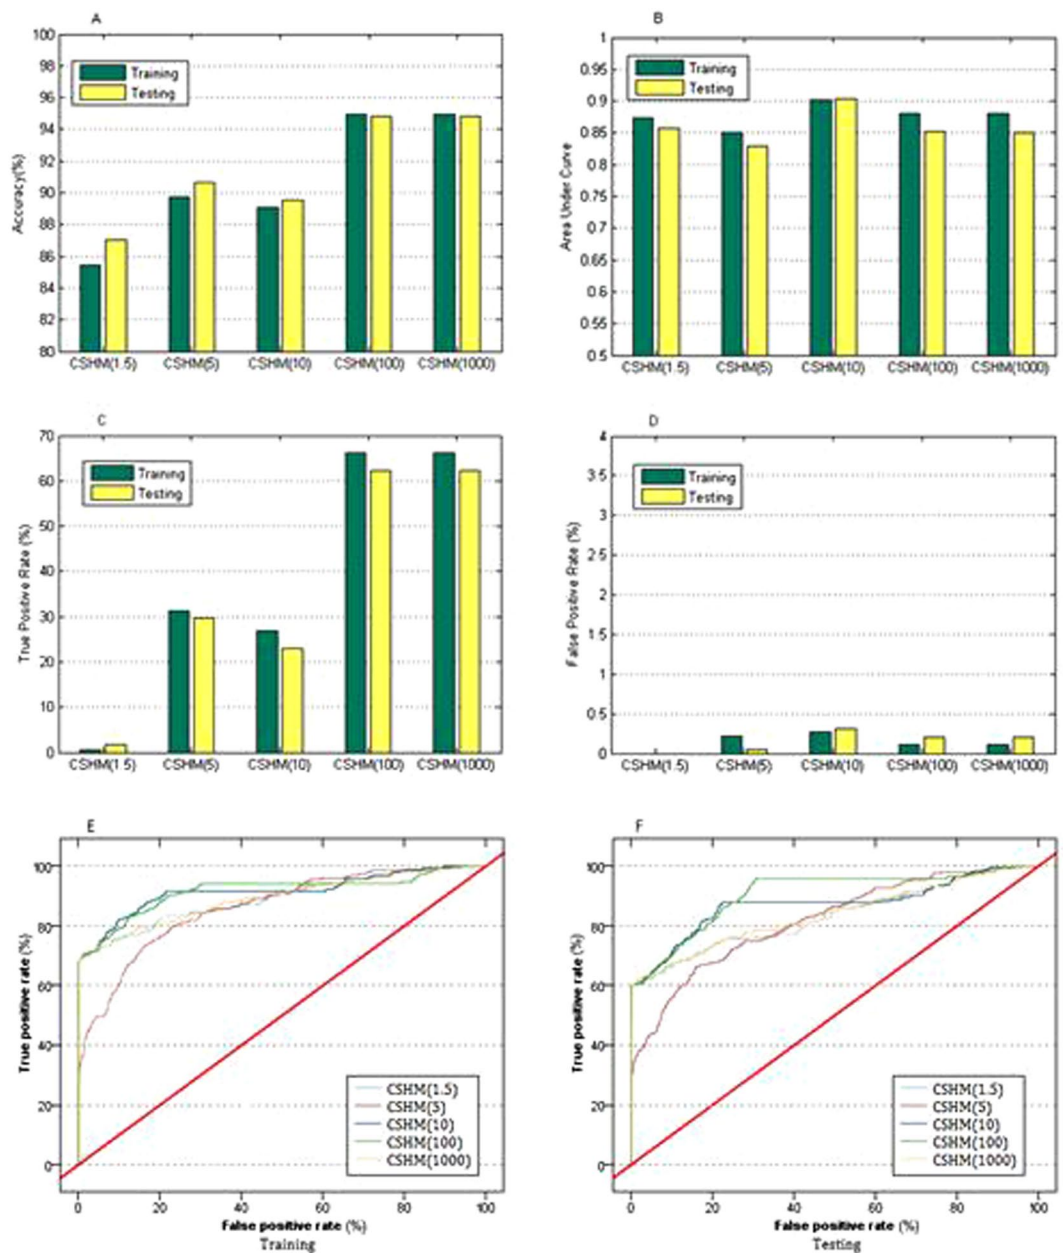 A
100
98
96
94
92
90
88
86
84
82
80
Accuracy(%)
Training
Testing
CSHM(1.5) CSHM(5) CSHM(10) CSHM(100) CSHM(1000)
B
1
0.95
0.9
0.85
0.8
0.75
0.7
0.65
0.6
0.55
0.5
Area Under Curve
Training
Testing
CSHM(1.5) CSHM(5) CSHM(10) CSHM(100) CSHM(1000)
C
70
60
50
40
30
20
10
0
True Positive Rate (%)
Training
Testing
CSHM(1.5) CSHM(5) CSHM(10) CSHM(100) CSHM(1000)
D
4
3.5
3
2.5
2
1.5
1
0.5
0
False Positive Rate (%)
Training
Testing
CSHM(1.5) CSHM(5) CSHM(10) CSHM(100) CSHM(1000)
E
100
80
60
40
20
0
True positive rate (%)
CSHM(1.5)
CSHM(5)
CSHM(10)
CSHM(100)
CSHM(1000)
0 20 40 60 80 100
False positive rate (%)
Training
F
100
80
60
40
20
0
True positive rate (%)
CSHM(1.5)
CSHM(5)
CSHM(10)
CSHM(100)
CSHM(1000)
0 20 40 60 80 100
False positive rate (%)
Testing